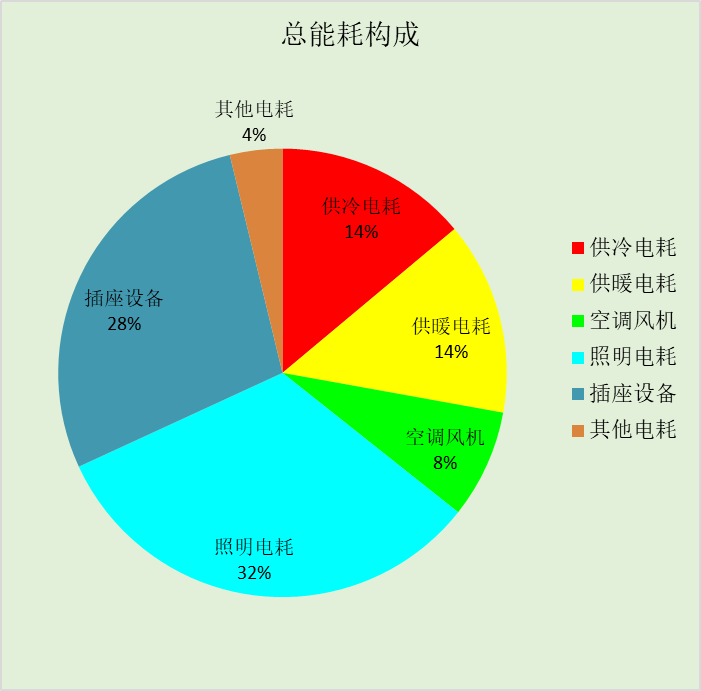 总能耗构成
其他电耗
4%
供冷电耗
14%
供暖电耗
14%
空调风机
8%
照明电耗
32%
插座设备
28%
供冷电耗
供暖电耗
空调风机
照明电耗
插座设备
其他电耗